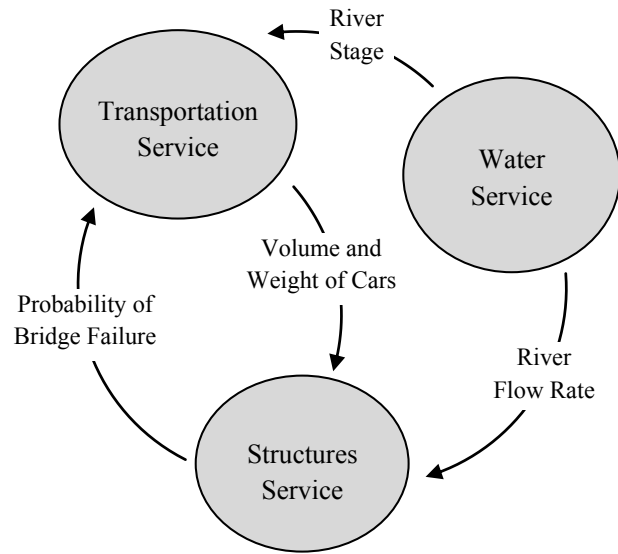 River
Stage
Transportation
Service
Water
Service
Volume and
Weight of Cars
Probability of
Bridge Failure
River
Flow Rate
Structures
Service